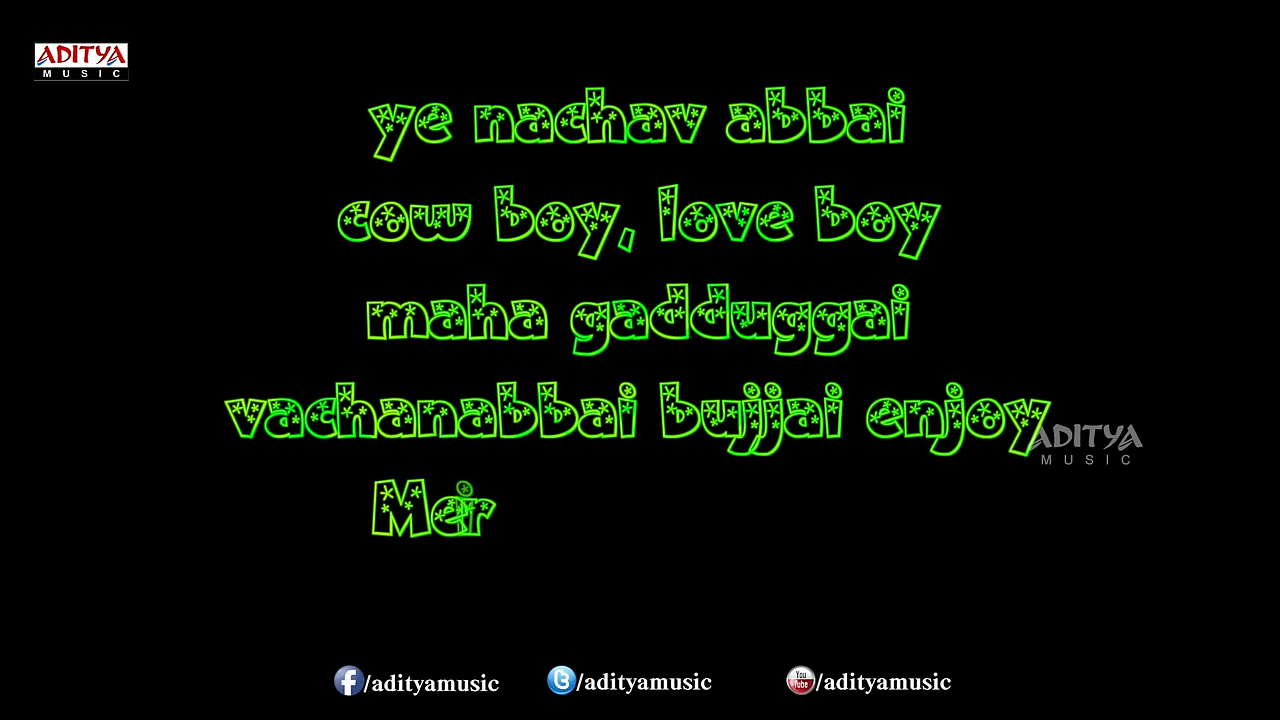 ADITYA
MUSIC
ye nachav abbai
cow boy, love boy
maha gadduggai
vachanabbai bujjai enjoy
ADITYA
MUSIC
/adityamusic /adityamusic /adityamusic